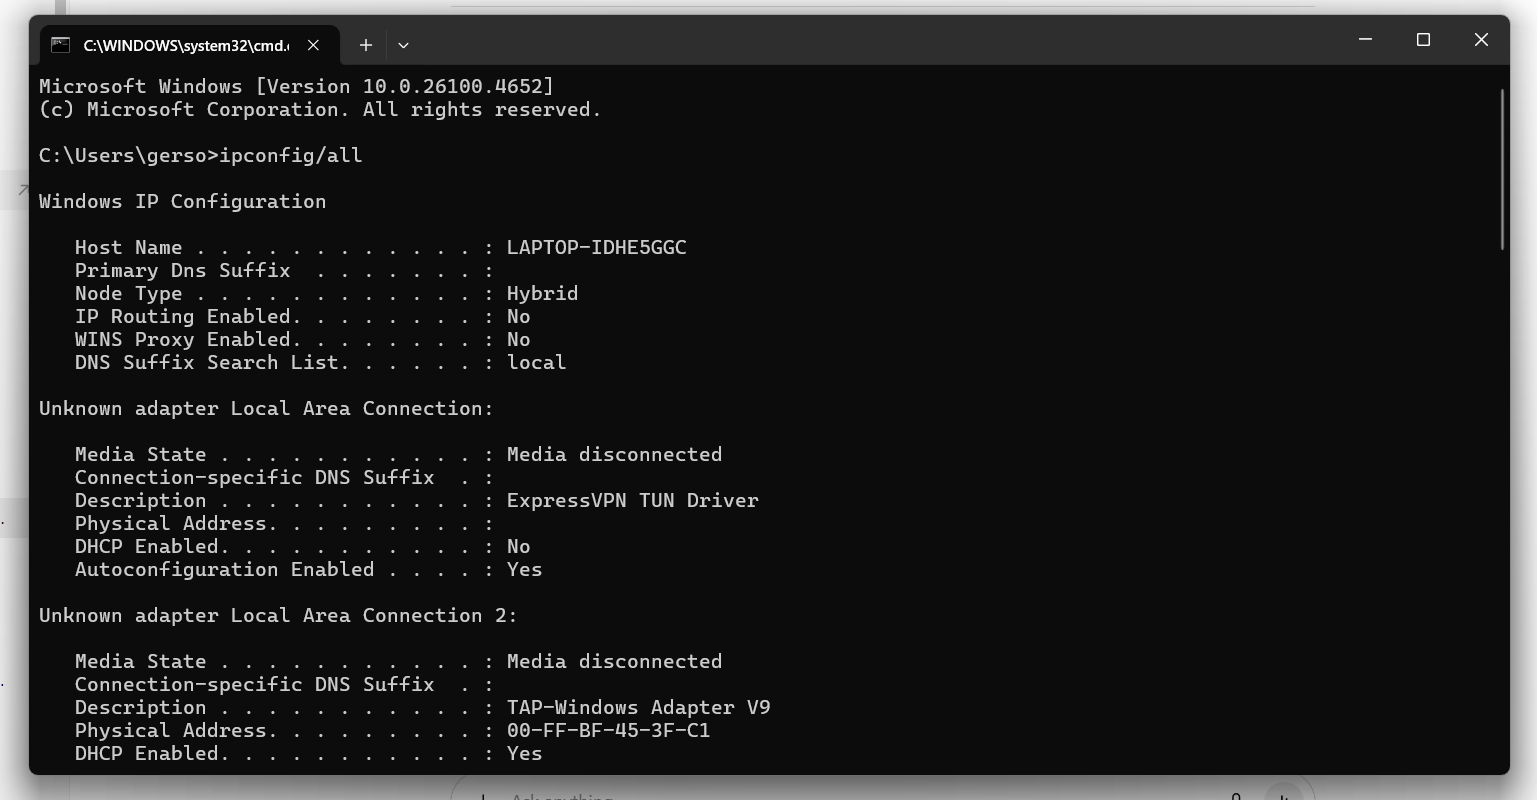 C:\WINDOWS\system32\cmd.
Microsoft Windows [Version 10.0.26100.4652]
(c) Microsoft Corporation. All rights reserved.
C:\Users\gerso>ipconfig/all
Windows IP Configuration
Host Name . . . . . . . . . . . . : LAPTOP-IDHE5GGC
Primary Dns Suffix  . . . . . . . :
Node Type . . . . . . . . . . . . : Hybrid
IP Routing Enabled. . . . . . . . : No
WINS Proxy Enabled. . . . . . . . : No
DNS Suffix Search List. . . . . . : local
Unknown adapter Local Area Connection:
Media State . . . . . . . . . . . : Media disconnected
Connection-specific DNS Suffix  . :
Description . . . . . . . . . . . : ExpressVPN TUN Driver
Physical Address. . . . . . . . . :
DHCP Enabled. . . . . . . . . . . : No
Autoconfiguration Enabled . . . . : Yes
Unknown adapter Local Area Connection 2:
Media State . . . . . . . . . . . : Media disconnected
Connection-specific DNS Suffix  . :
Description . . . . . . . . . . . : TAP-Windows Adapter V9
Physical Address. . . . . . . . . : 00-FF-BF-45-3F-C1
DHCP Enabled. . . . . . . . . . . : Yes
Ask anything